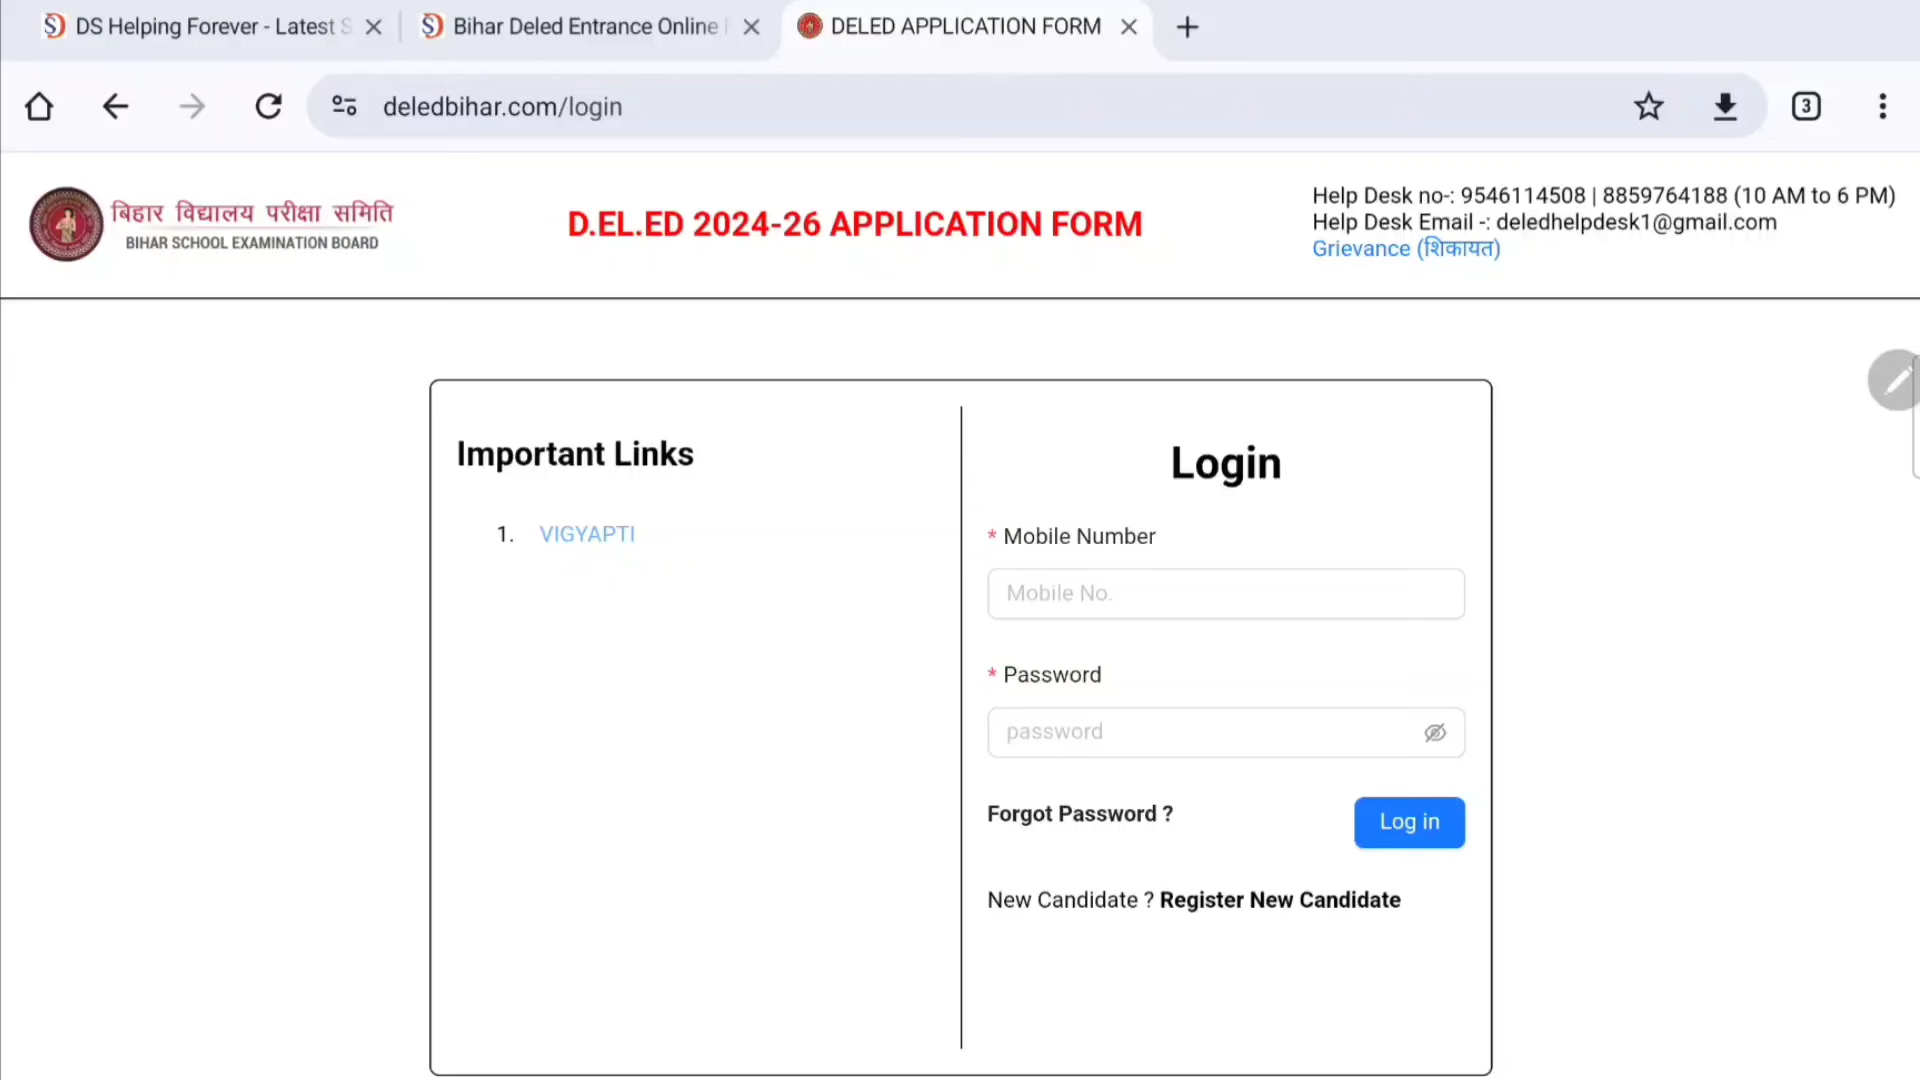 DS Helping Forever - Latest S
Bihar Deled Entrance Online
DELED APPLICATION FORM
deledbihar.com/login
3
बिहार विद्यालय परीक्षा समिति
BIHAR SCHOOL EXAMINATION BOARD
D.EL.ED 2024-26 APPLICATION FORM
Help Desk no-: 9546114508 | 8859764188 (10 AM to 6 PM)
Help Desk Email -: deledhelpdesk1@gmail.com
Grievance (शिकायत)
Important Links
1. VIGYAPTI
Login
* Mobile Number
Mobile No.
* Password
password
Forgot Password ?
Log in
New Candidate ? Register New Candidate